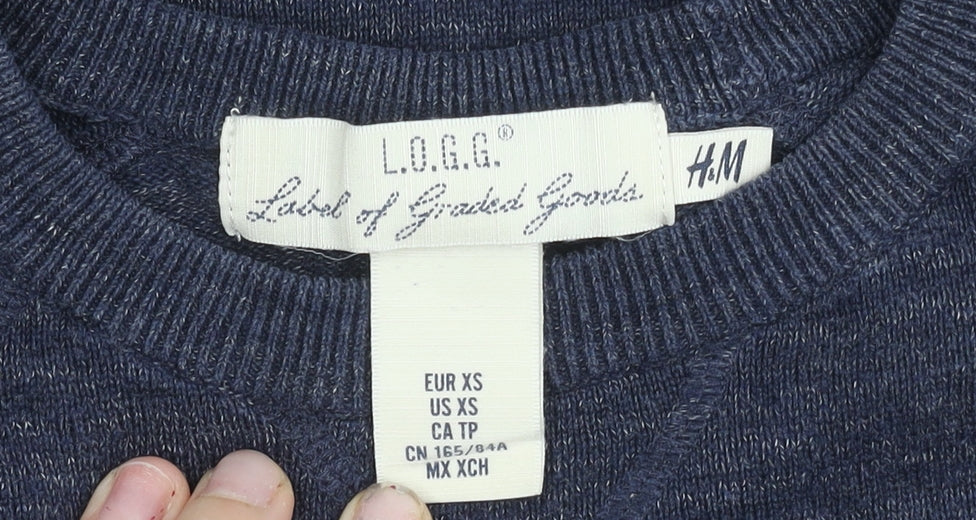 L.O.G.G.®
Label of Graded Goods
H&M
EUR XS
US XS
CA TP
CN 165/84A
MX XCH